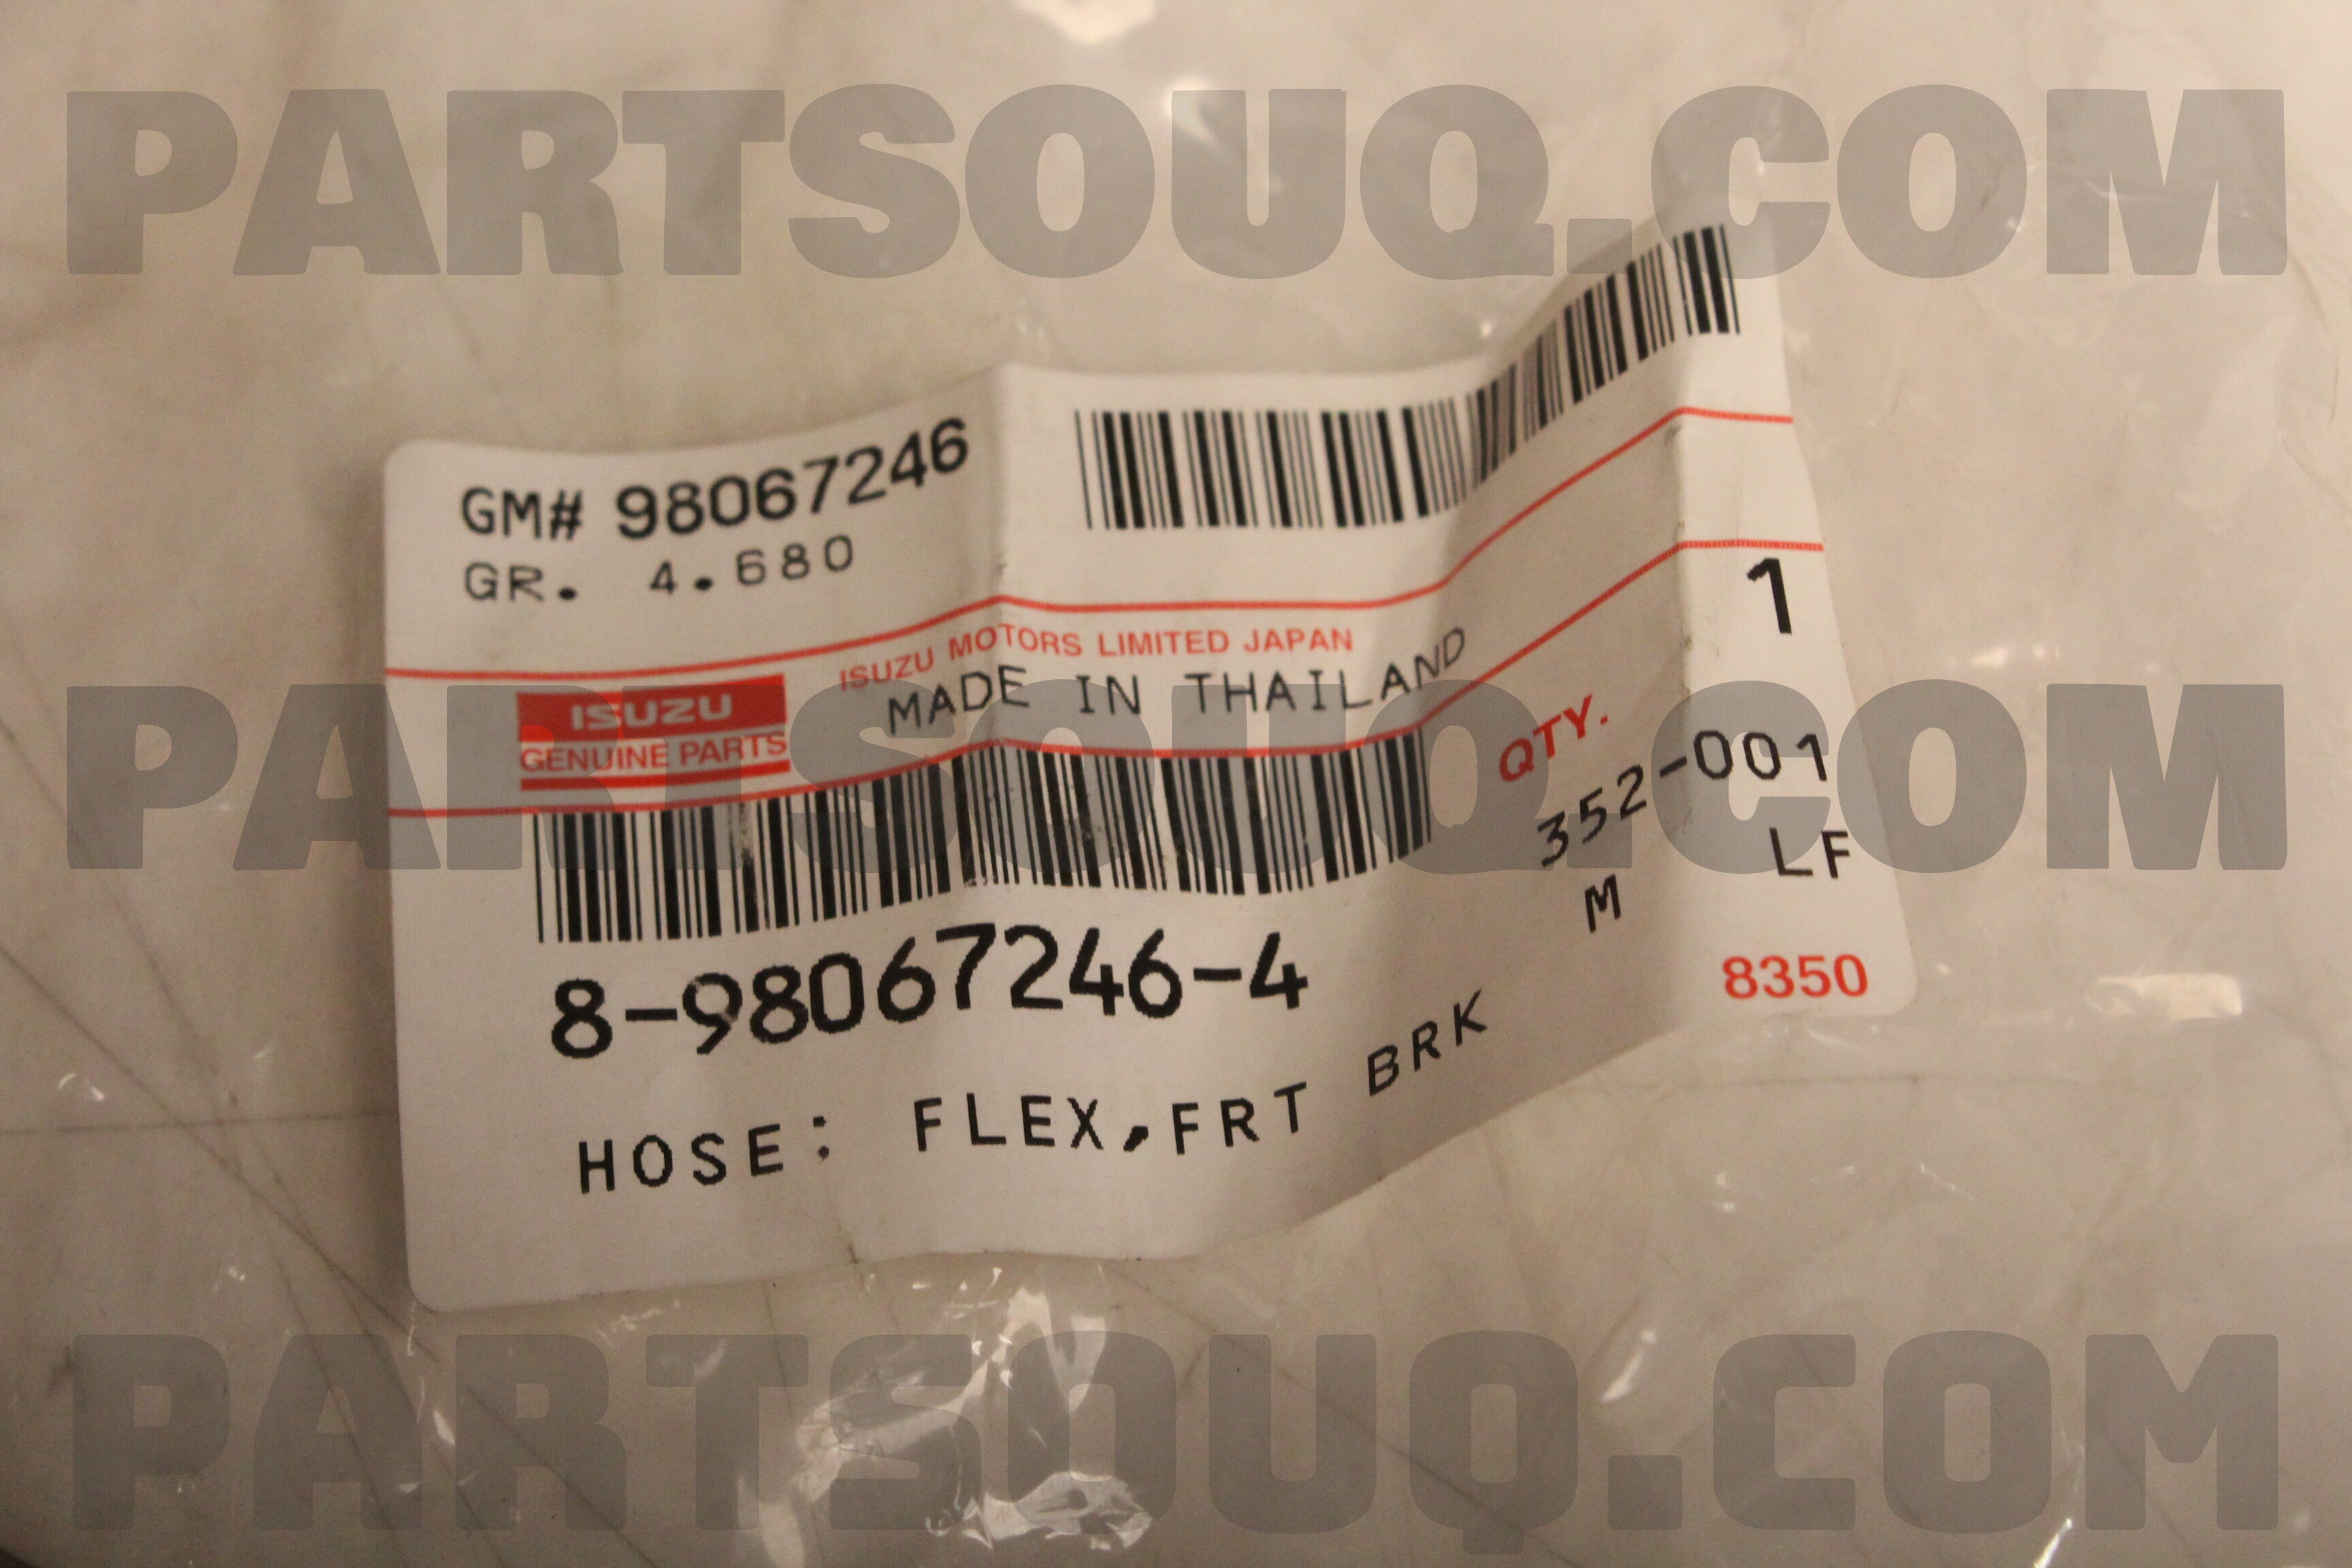 PARTSOUQ.COM
GM# 98067246
GR. 4.680
ISUZU MOTORS LIMITED JAPAN
MADE IN THAILAND
ISUZU
GENUINE PARTS
1
QTY.
352-001
LF
M
8-98067246-4
8350
HOSE: FLEX,FRT BRK
PARTSOUQ.COM
PARTSOUQ.COM